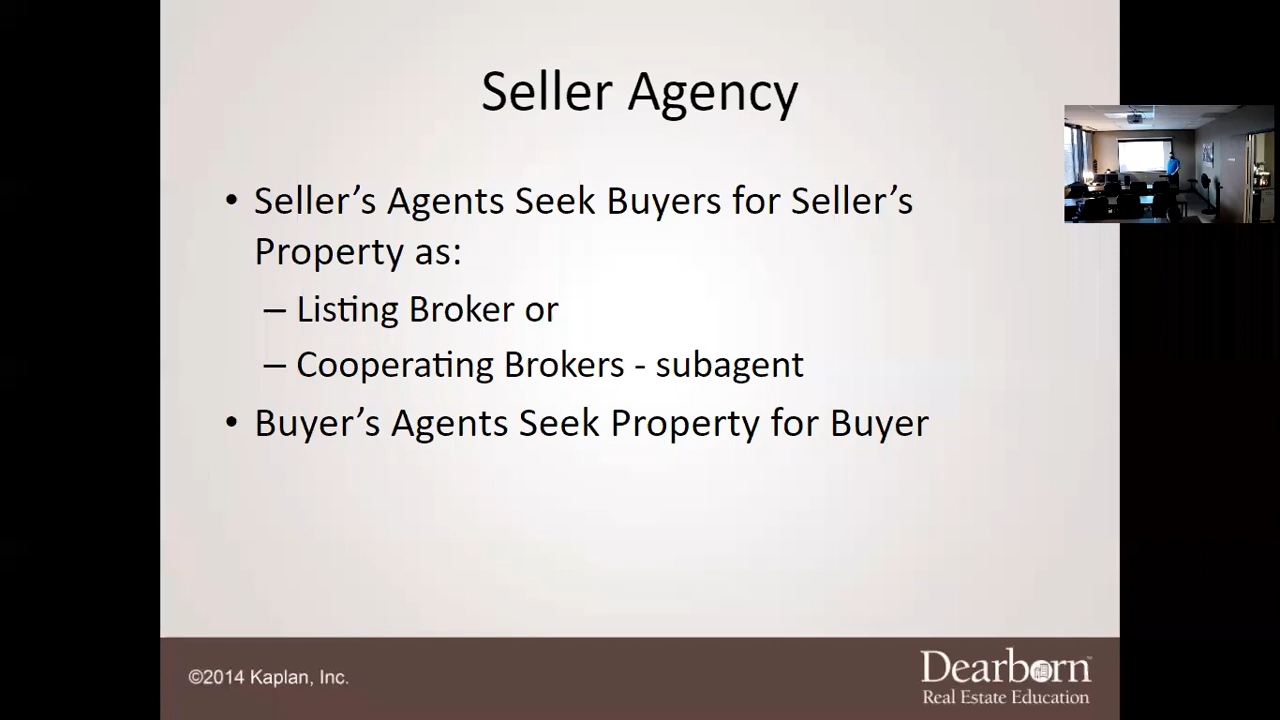 Seller Agency
• Seller’s Agents Seek Buyers for Seller’s
Property as:
– Listing Broker or
– Cooperating Brokers - subagent
• Buyer’s Agents Seek Property for Buyer
©2014 Kaplan, Inc.
Dearborn™
Real Estate Education